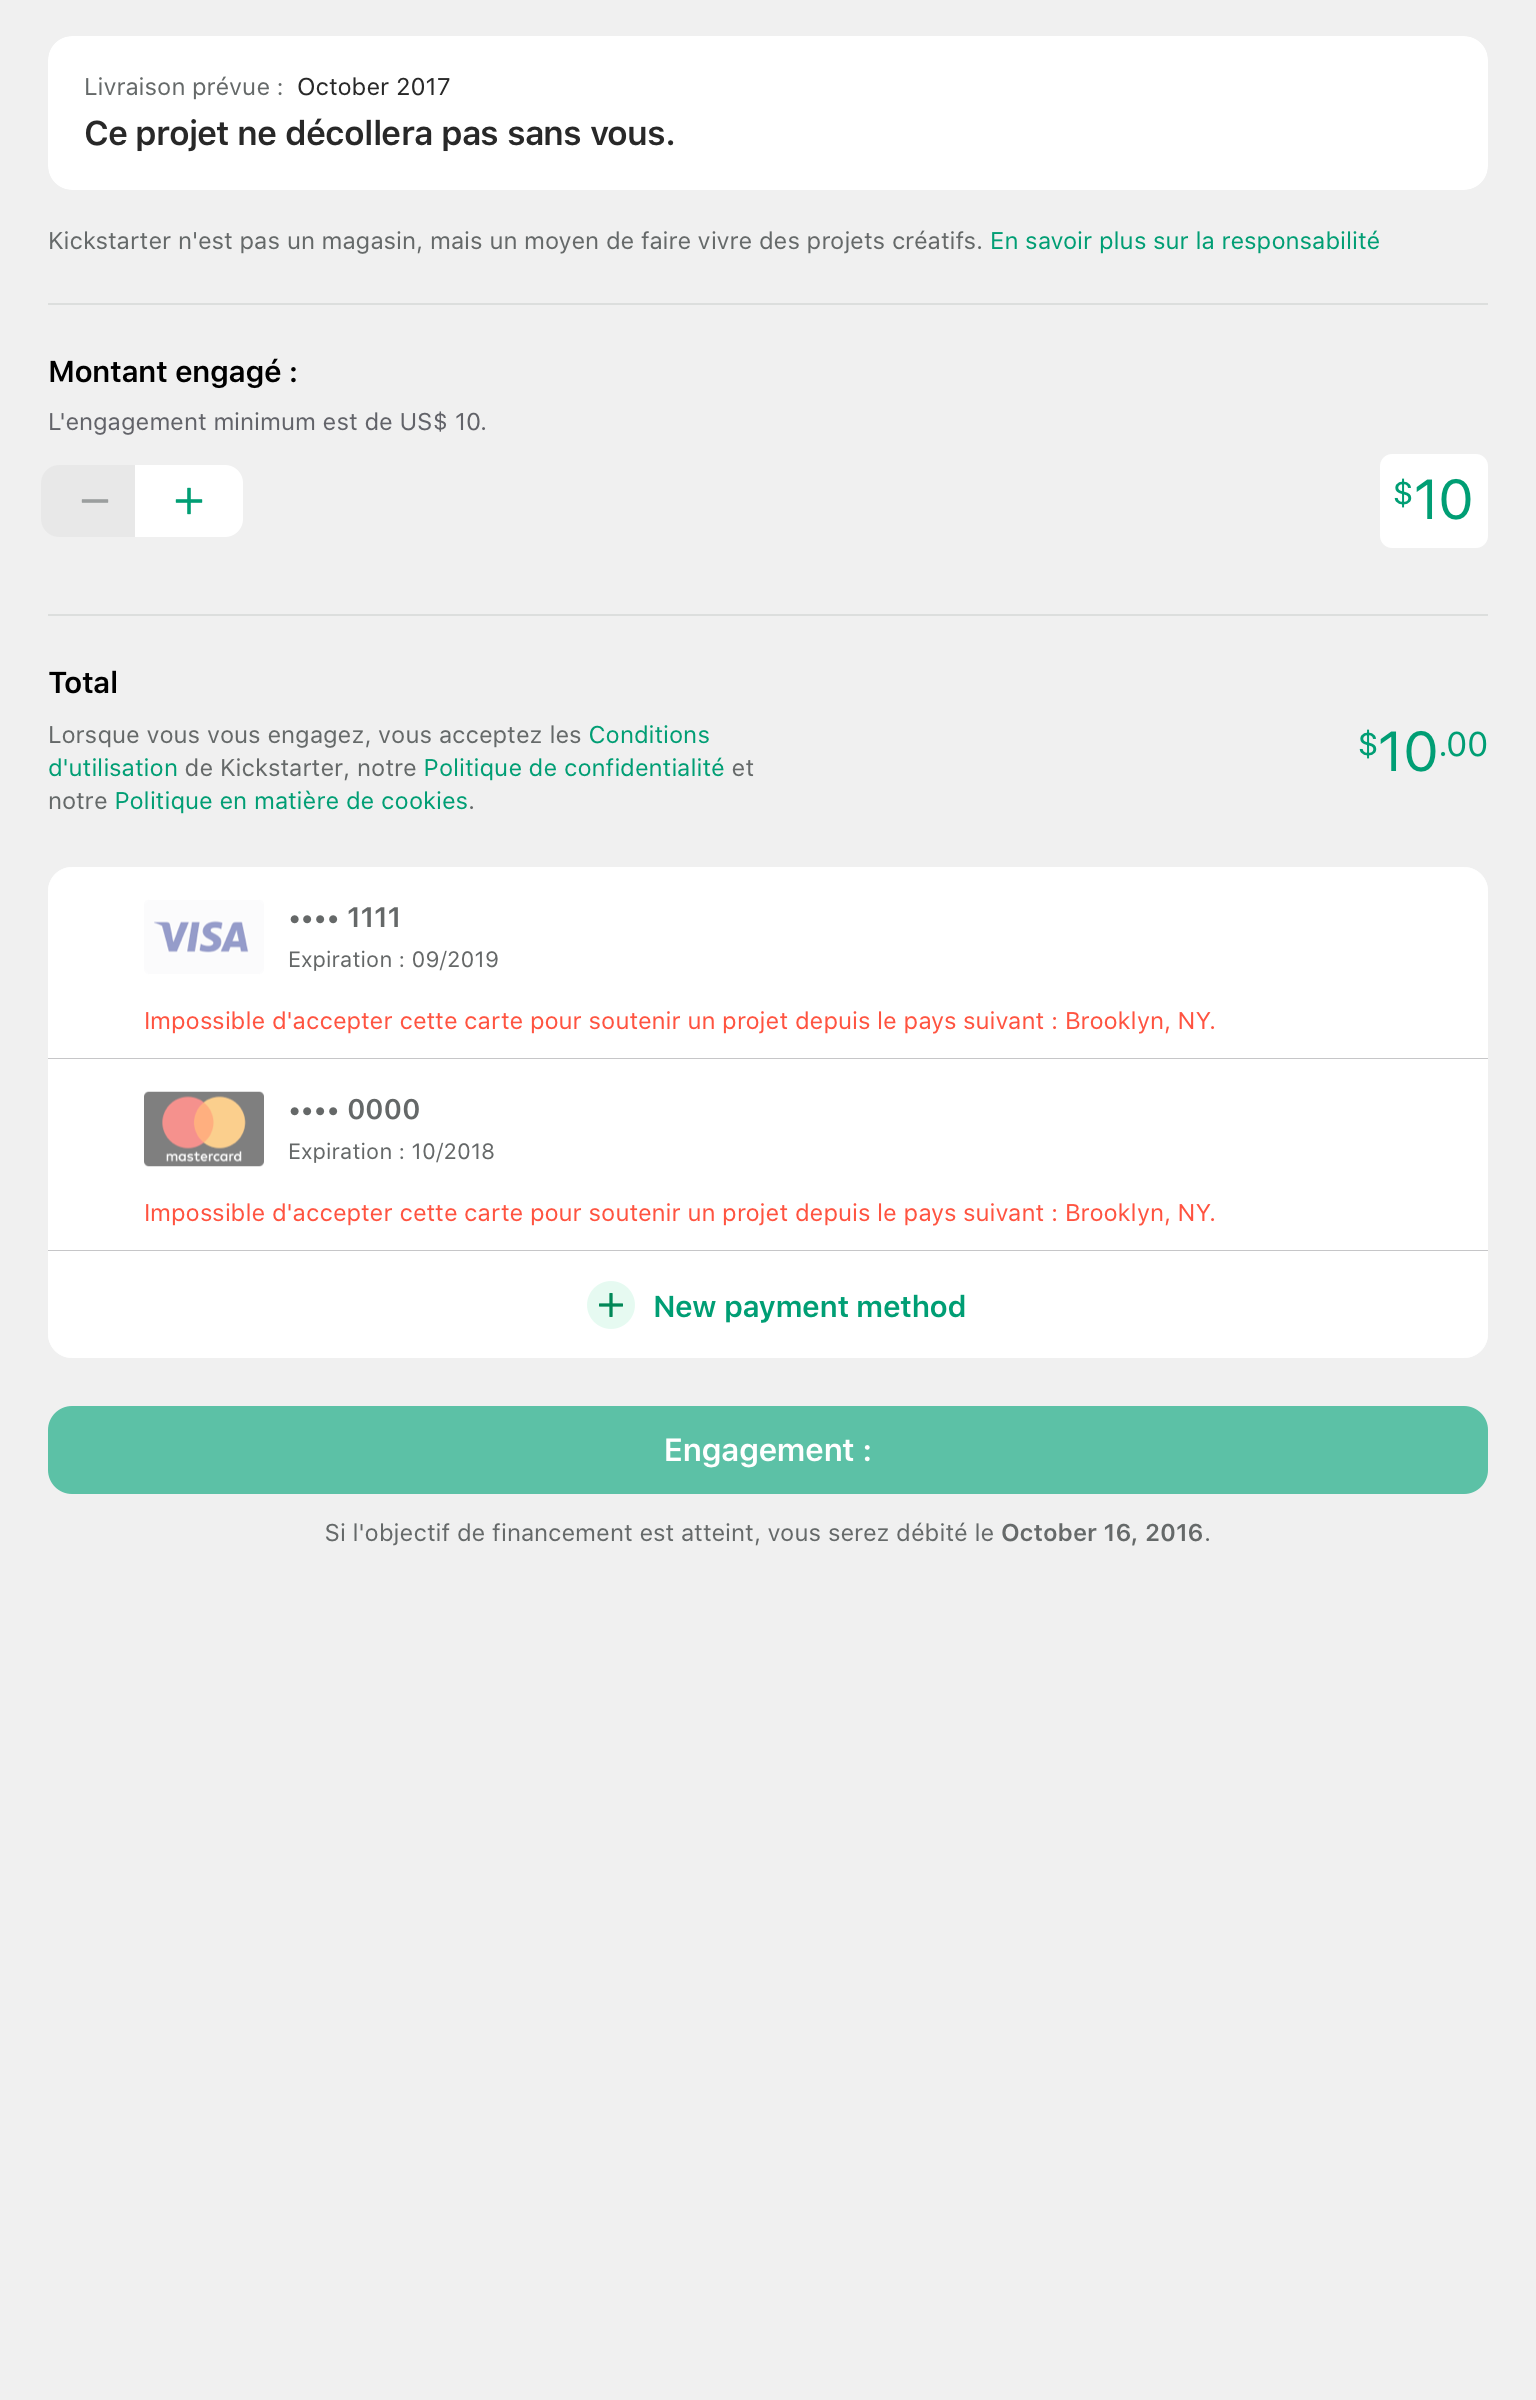 Livraison prévue : October 2017
Ce projet ne décollera pas sans vous.
Kickstarter n'est pas un magasin, mais un moyen de faire vivre des projets créatifs. En savoir plus sur la responsabilité
Montant engagé :
L'engagement minimum est de US$ 10.
$10
Total
Lorsque vous vous engagez, vous acceptez les Conditions
d'utilisation de Kickstarter, notre Politique de confidentialité et
notre Politique en matière de cookies.
$10.00
VISA
•••• 1111
Expiration : 09/2019
Impossible d'accepter cette carte pour soutenir un projet depuis le pays suivant : Brooklyn, NY.
mastercard
•••• 0000
Expiration : 10/2018
Impossible d'accepter cette carte pour soutenir un projet depuis le pays suivant : Brooklyn, NY.
New payment method
Engagement :
Si l'objectif de financement est atteint, vous serez débité le October 16, 2016.